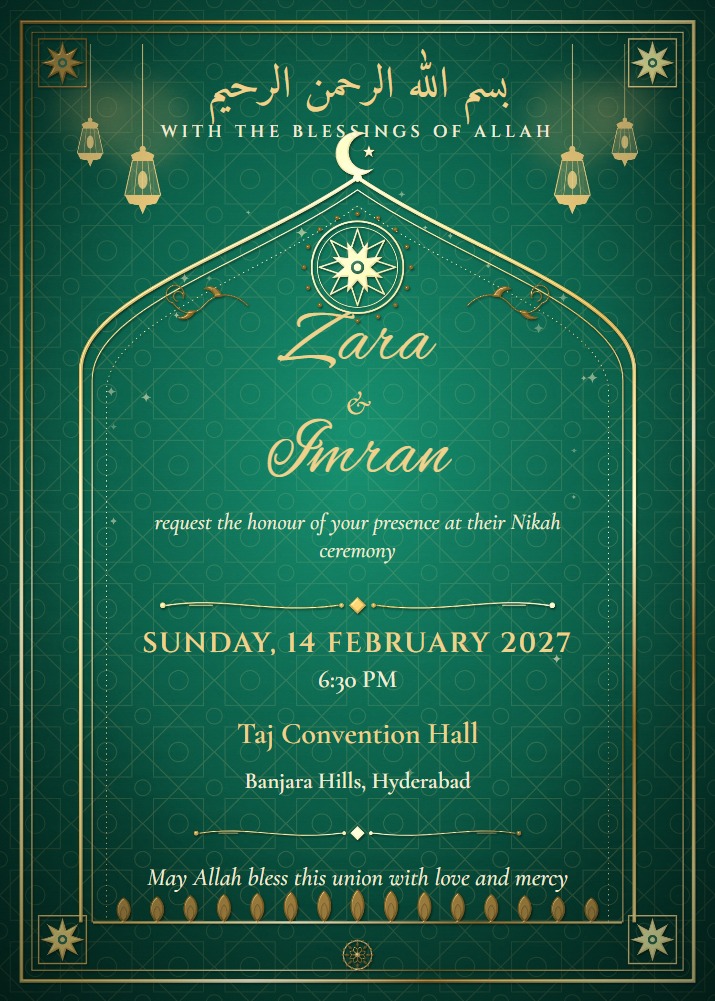 بسم الله الرحمن الرحيم
WITH THE BLESSINGS OF ALLAH
Zara
&
Imran
request the honour of your presence at their Nikah
ceremony
SUNDAY, 14 FEBRUARY 2027
6:30 PM
Taj Convention Hall
Banjara Hills, Hyderabad
May Allah bless this union with love and mercy